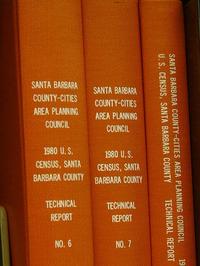 SANTA BARBARA
COUNTY-CITIES
AREA PLANNING
COUNCIL
1980 U.S.
CENSUS, SANTA
BARBARA COUNTY
TECHNICAL
REPORT
NO. 6
SANTA BARBARA
COUNTY-CITIES
AREA PLANNING
COUNCIL
1980 U.S.
CENSUS, SANTA
BARBARA COUNTY
TECHNICAL
REPORT
NO. 7
SANTA BARBARA COUNTY-CITIES AREA PLANNING COUNCIL
U.S. CENSUS, SANTA BARBARA COUNTY TECHNICAL REPORT